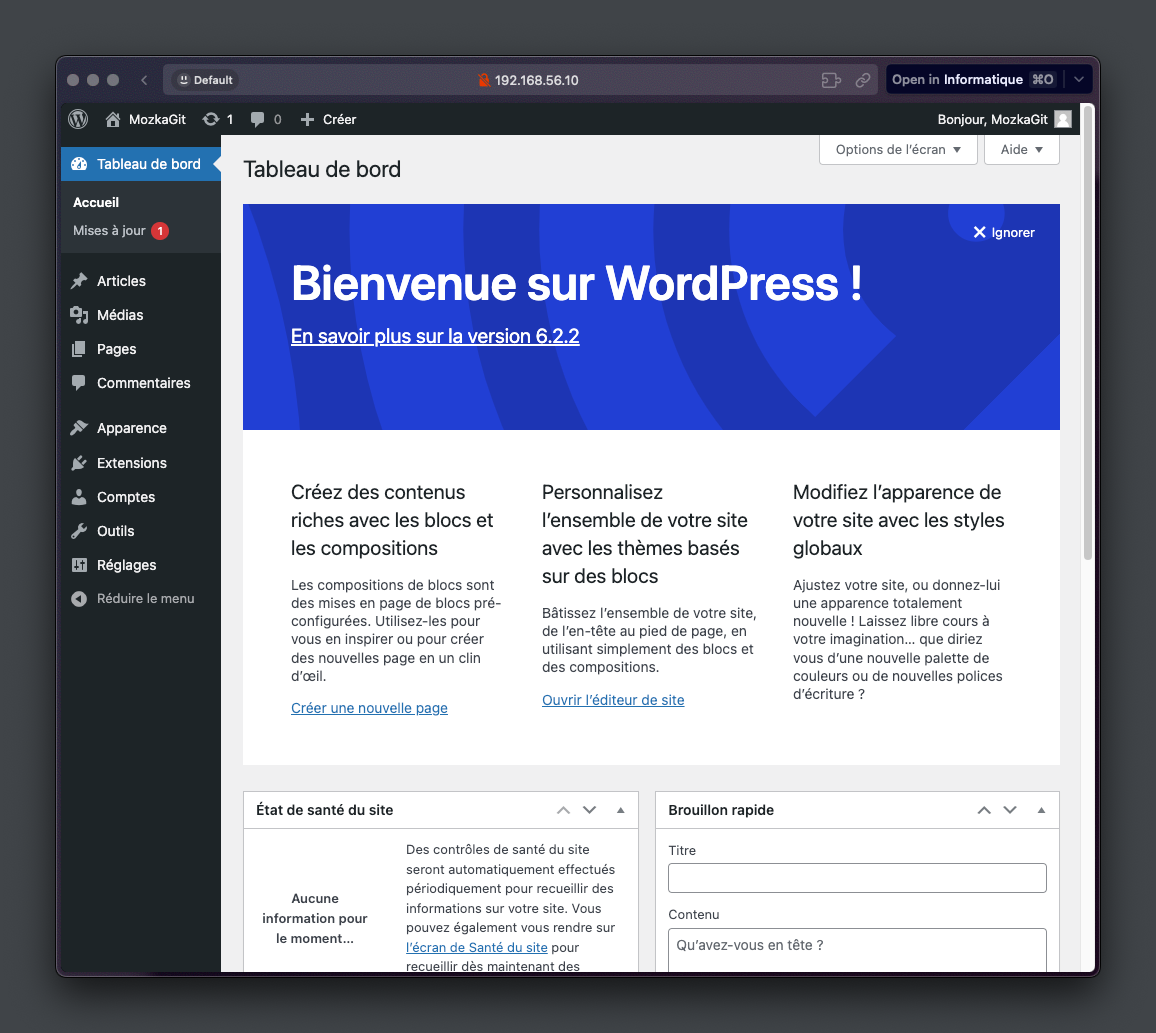 Default
192.168.56.10
Open in Informatique ⌘O
MozkaGit
1
0
Créer
Bonjour, MozkaGit
Tableau de bord
Accueil
Mises à jour 1
Articles
Médias
Pages
Commentaires
Apparence
Extensions
Comptes
Outils
Réglages
Réduire le menu
Options de l’écran
Aide
Tableau de bord
Ignorer
Bienvenue sur WordPress !
En savoir plus sur la version 6.2.2
Créez des contenus
riches avec les blocs et
les compositions
Les compositions de blocs sont
des mises en page de blocs pré-
configurées. Utilisez-les pour
vous en inspirer ou pour créer
des nouvelles page en un clin
d’œil.
Créer une nouvelle page
Personnalisez
l’ensemble de votre site
avec les thèmes basés
sur des blocs
Bâtissez l’ensemble de votre site,
de l’en-tête au pied de page, en
utilisant simplement des blocs et
des compositions.
Ouvrir l’éditeur de site
Modifiez l’apparence de
votre site avec les styles
globaux
Ajustez votre site, ou donnez-lui
une apparence totalement
nouvelle ! Laissez libre cours à
votre imagination… que diriez
vous d’une nouvelle palette de
couleurs ou de nouvelles polices
d’écriture ?
État de santé du site
Aucune
information pour
le moment…
Des contrôles de santé du site
seront automatiquement effectués
périodiquement pour recueillir des
informations sur votre site. Vous
pouvez également vous rendre sur
l’écran de Santé du site pour
recueillir dès maintenant des
Brouillon rapide
Titre
Contenu
Qu’avez-vous en tête ?